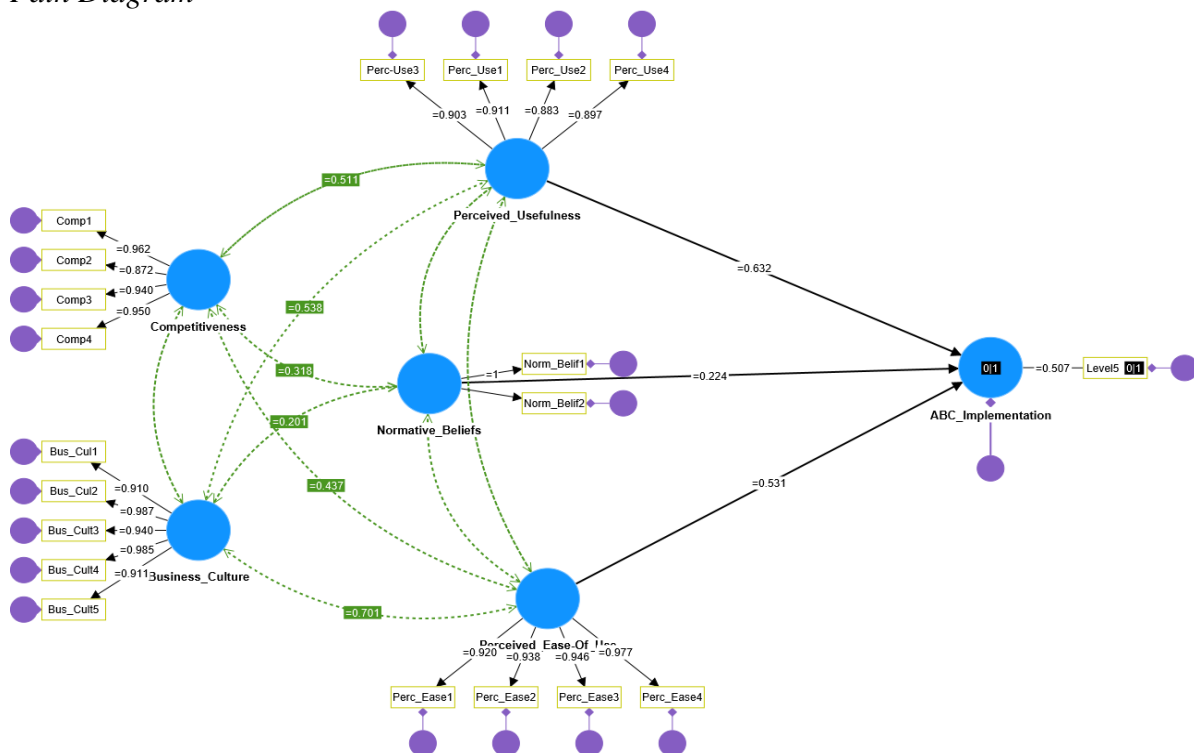 Path Diagram
Perc-Use3
Perc_Use1
Perc_Use2
Perc_Use4
=0.903
=0.911
=0.883
=0.897
=0.511
Perceived_Usefulness
Comp1
Comp2
Comp3
Comp4
=0.962
=0.872
=0.940
=0.950
Competitiveness
=0.632
=0.538
=0.318
Norm_Belif1
=1
Norm_Belif2
=0.224
Normative_Beliefs
0|1
=0.507
Level5 0|1
ABC_Implementation
=0.201
Bus_Cul1
Bus_Cul2
Bus_Cult3
Bus_Cult4
Bus_Cult5
=0.910
=0.987
=0.940
=0.985
=0.911
Business_Culture
=0.437
=0.531
=0.701
Perceived_Ease-Of_Use
=0.920
=0.938
=0.946
=0.977
Perc_Ease1
Perc_Ease2
Perc_Ease3
Perc_Ease4